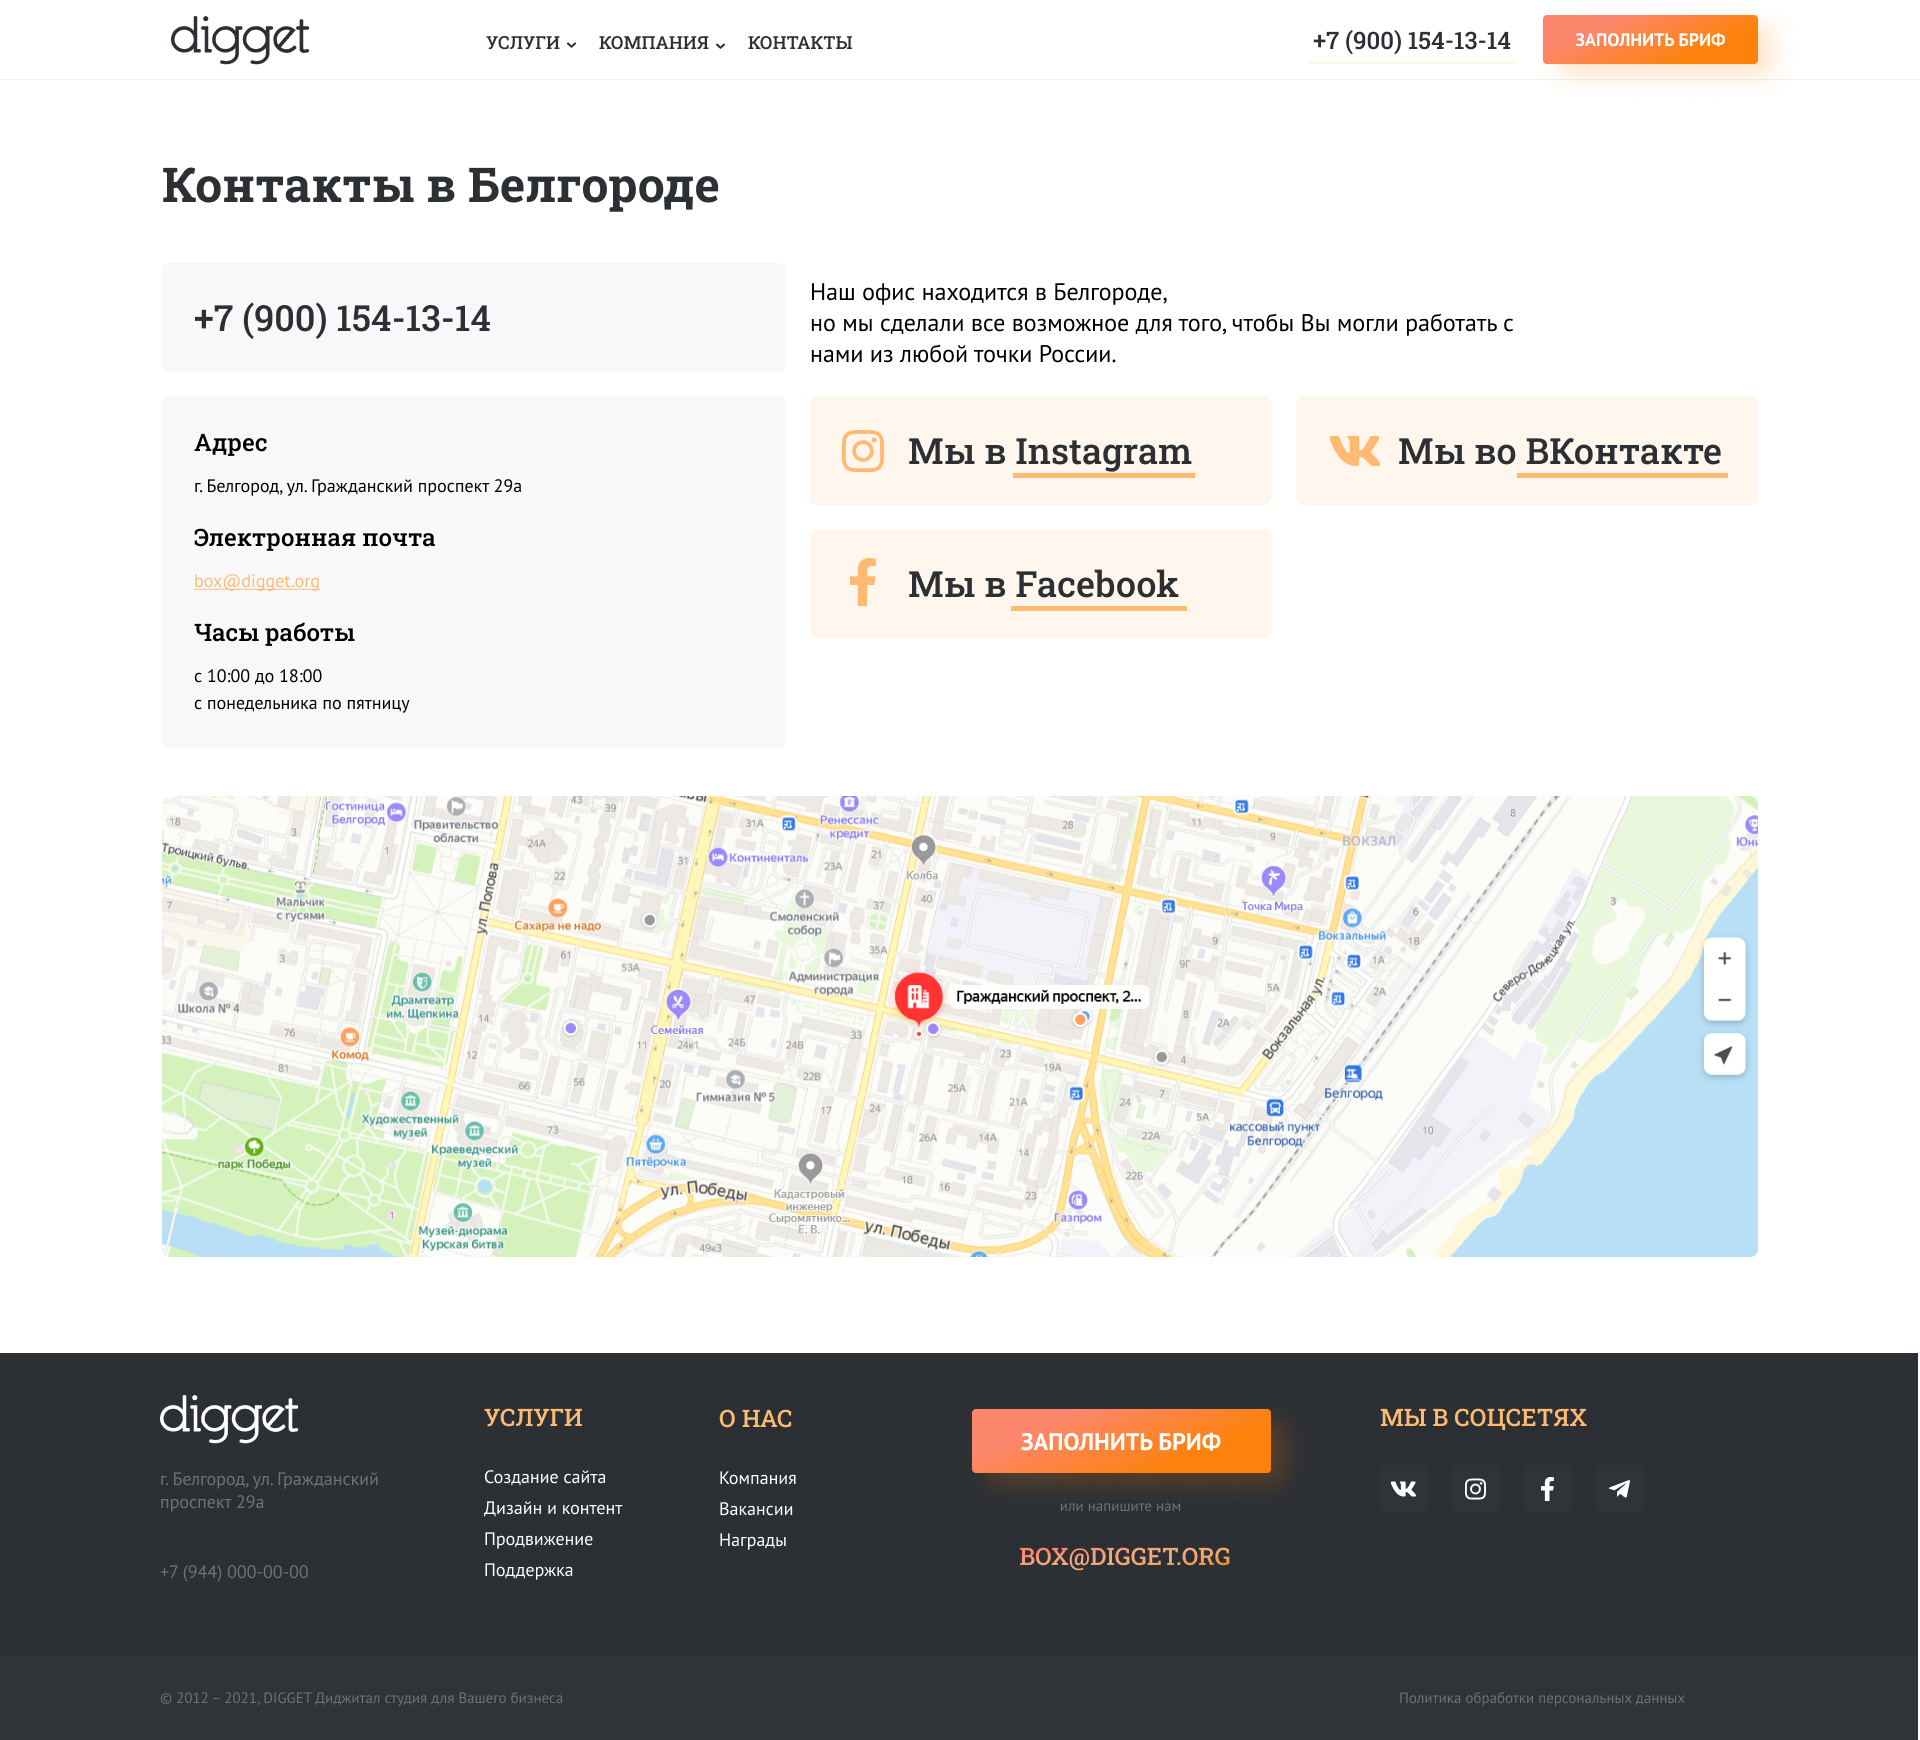 digget
УСЛУГИ
КОМПАНИЯ
КОНТАКТЫ
+7 (900) 154-13-14
ЗАПОЛНИТЬ БРИФ
Контакты в Белгороде
+7 (900) 154-13-14
Наш офис находится в Белгороде,
но мы сделали все возможное для того, чтобы Вы могли работать с
нами из любой точки России.
Адрес
г. Белгород, ул. Гражданский проспект 29а
Электронная почта
box@digget.org
Часы работы
с 10:00 до 18:00
с понедельника по пятницу
Мы в Instagram
Мы во ВКонтакте
Мы в Facebook
Гостиница
Белгород
Правительство
области
Ренессанс
кредит
Континенталь
Колба
ВОКЗАЛ
Троицкий бульв.
ул. Попова
Мальчик
с гусями
Сахара не надо
Смоленский
собор
Точка Мира
Вокзальный
Администрация
города
Драмтеатр
им. Щепкина
Школа № 4
Семейная
Гражданский проспект, 2...
Северо-Донецкая ул.
Вокзальная ул.
Комод
Гимназия № 5
Белгород
Художественный
музей
Краеведческий
музей
кассовый пункт
Белгород
парк Победы
Пятёрочка
ул. Победы
Кадастровый
инженер
Сыромятнико...
Е. В.
Газпром
Музей-диорама
Курская битва
ул. Победы
digget
г. Белгород, ул. Гражданский
проспект 29а
+7 (944) 000-00-00
УСЛУГИ
Создание сайта
Дизайн и контент
Продвижение
Поддержка
О НАС
Компания
Вакансии
Награды
ЗАПОЛНИТЬ БРИФ
или напишите нам
BOX@DIGGET.ORG
МЫ В СОЦСЕТЯХ
© 2012 – 2021, DIGGET Диджитал студия для Вашего бизнеса
Политика обработки персональных данных